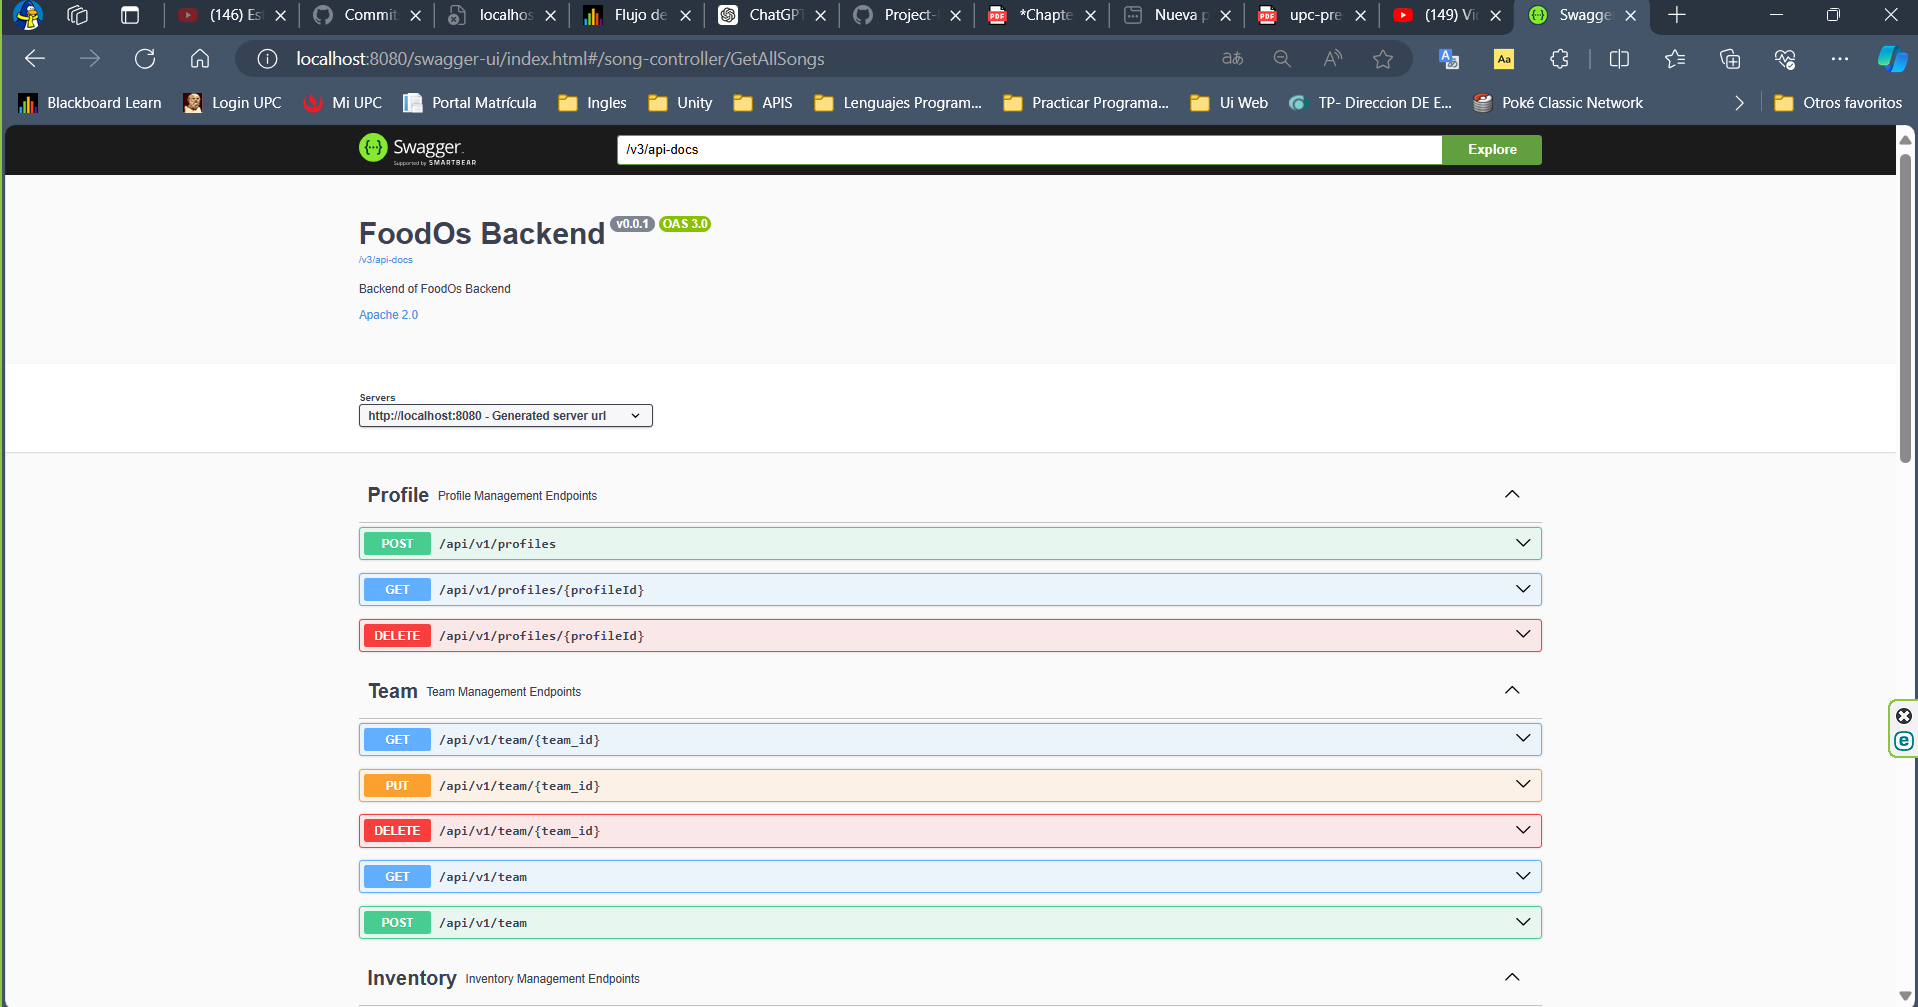 (146) Es
Commit
localhos
Flujo de
ChatGPT
Project-
*Chapte
Nueva p
upc-pre
(149) Vi
Swagge
localhost:8080/swagger-ui/index.html#/song-controller/GetAllSongs
Blackboard Learn
Login UPC
Mi UPC
Portal Matrícula
Ingles
Unity
APIS
Lenguajes Program...
Practicar Programa...
Ui Web
TP- Direccion DE E...
Poké Classic Network
Otros favoritos
Swagger.
Supported by SMARTBEAR
/v3/api-docs
Explore
FoodOs Backend v0.0.1 OAS 3.0
/v3/api-docs
Backend of FoodOs Backend
Apache 2.0
Servers
http://localhost:8080 - Generated server url
Profile Profile Management Endpoints
POST /api/v1/profiles
GET /api/v1/profiles/{profileId}
DELETE /api/v1/profiles/{profileId}
Team Team Management Endpoints
GET /api/v1/team/{team_id}
PUT /api/v1/team/{team_id}
DELETE /api/v1/team/{team_id}
GET /api/v1/team
POST /api/v1/team
Inventory Inventory Management Endpoints